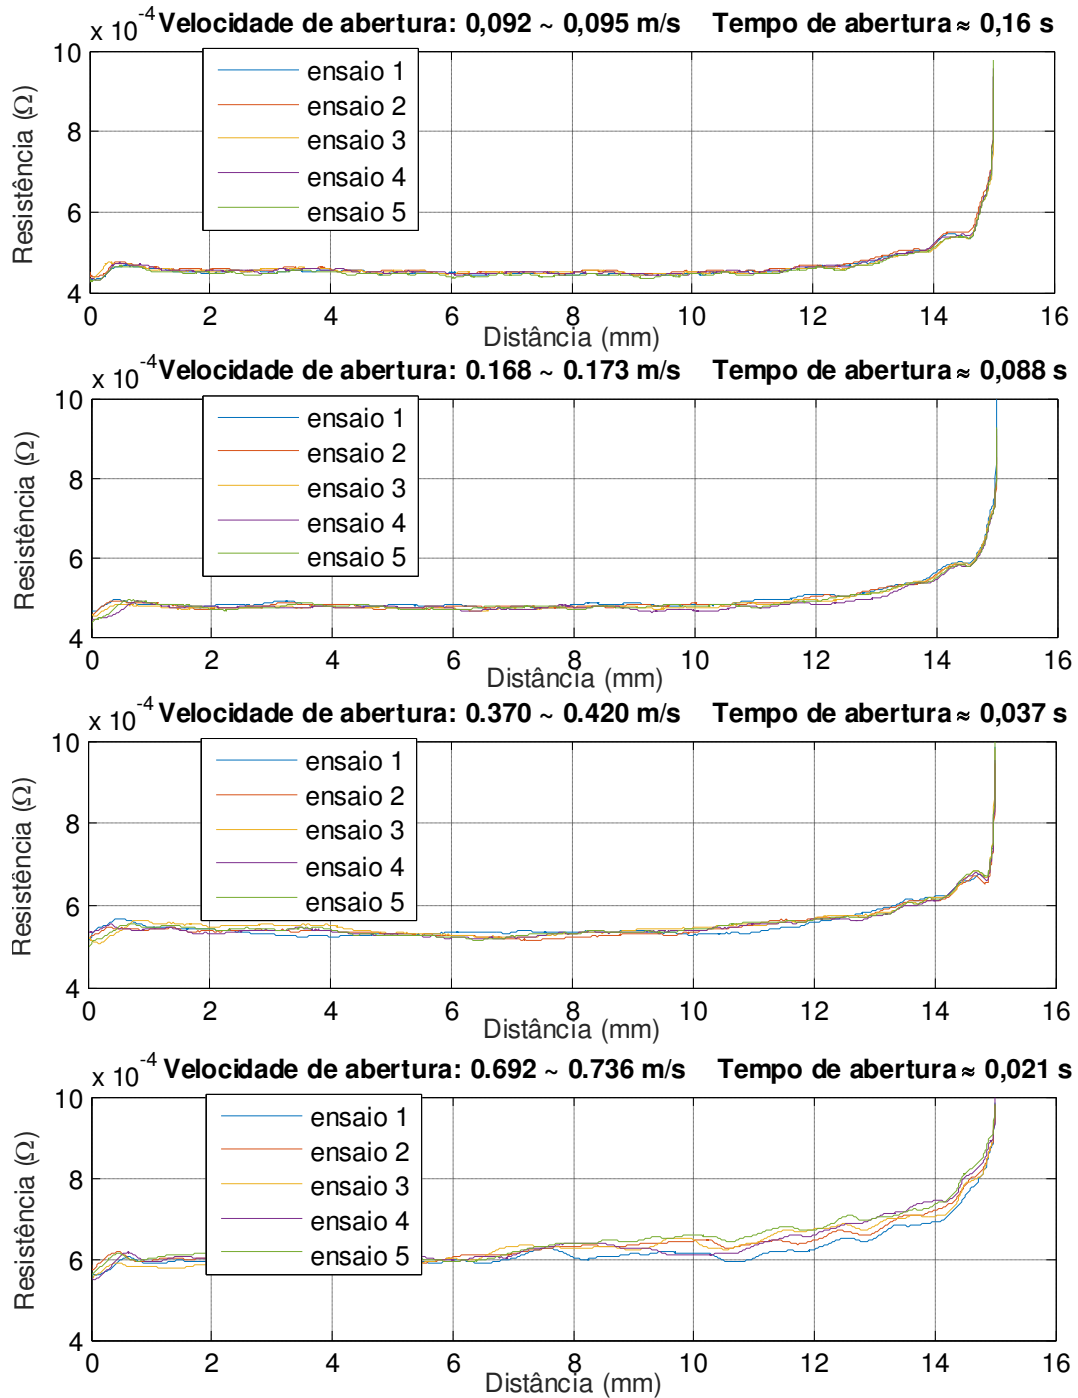 x 10⁻⁴ Velocidade de abertura: 0,092 ~ 0,095 m/s Tempo de abertura ≈ 0,16 s
Resistência (Ω)
10
8
6
4
ensaio 1
ensaio 2
ensaio 3
ensaio 4
ensaio 5
0 2 4 6 8 10 12 14 16
Distância (mm)
x 10⁻⁴ Velocidade de abertura: 0.168 ~ 0.173 m/s Tempo de abertura ≈ 0,088 s
Resistência (Ω)
10
8
6
4
ensaio 1
ensaio 2
ensaio 3
ensaio 4
ensaio 5
0 2 4 6 8 10 12 14 16
Distância (mm)
x 10⁻⁴ Velocidade de abertura: 0.370 ~ 0.420 m/s Tempo de abertura ≈ 0,037 s
Resistência (Ω)
10
8
6
4
ensaio 1
ensaio 2
ensaio 3
ensaio 4
ensaio 5
0 2 4 6 8 10 12 14 16
Distância (mm)
x 10⁻⁴ Velocidade de abertura: 0.692 ~ 0.736 m/s Tempo de abertura ≈ 0,021 s
Resistência (Ω)
10
8
6
4
ensaio 1
ensaio 2
ensaio 3
ensaio 4
ensaio 5
0 2 4 6 8 10 12 14 16
Distância (mm)